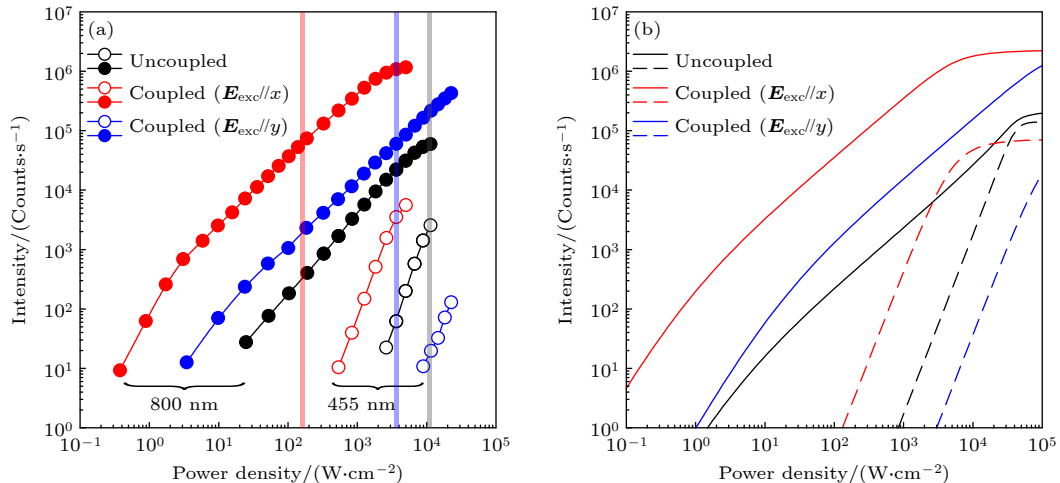 (a)
Uncoupled
Coupled (E_exc//x)
Coupled (E_exc//y)
800 nm
455 nm
10^7
10^6
10^5
10^4
10^3
10^2
10^1
10^0
10^-1 10^0 10^1 10^2 10^3 10^4 10^5
Intensity/(Counts·s^-1)
Power density/(W·cm^-2)
(b)
Uncoupled
Coupled (E_exc//x)
Coupled (E_exc//y)
10^7
10^6
10^5
10^4
10^3
10^2
10^1
10^0
10^-1 10^0 10^1 10^2 10^3 10^4 10^5
Intensity/(Counts·s^-1)
Power density/(W·cm^-2)